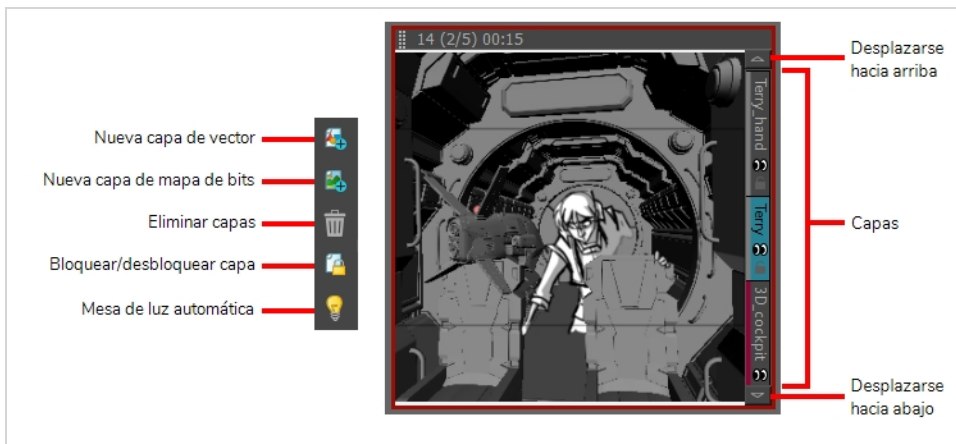 14 (2/5) 00:15
Desplazarse
hacia arriba
Terry_hand
Nueva capa de vector
Nueva capa de mapa de bits
Eliminar capas
Terry
Capas
Bloquear/desbloquear capa
Mesa de luz automática
3D_cockpit
Desplazarse
hacia abajo